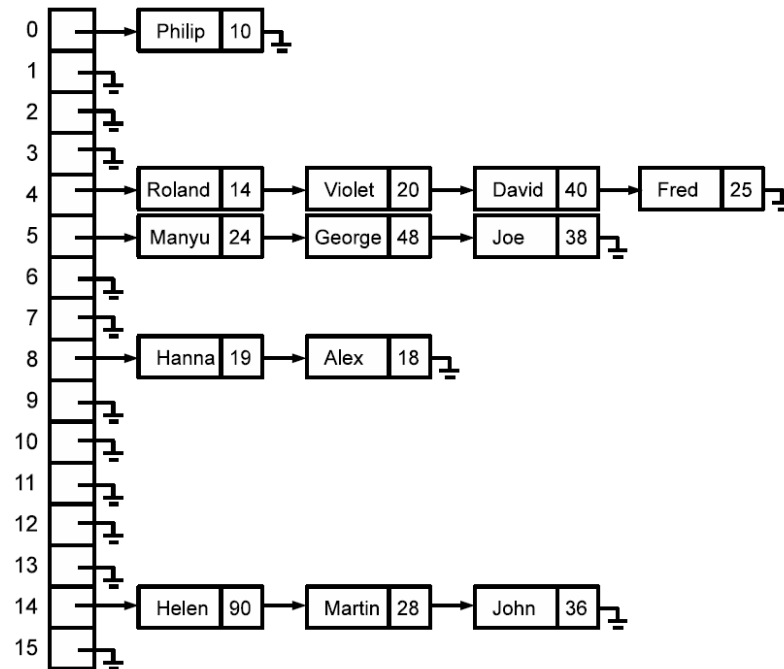 0 Philip 10
1
2
3
4 Roland 14 Violet 20 David 40 Fred 25
5 Manyu 24 George 48 Joe 38
6
7
8 Hanna 19 Alex 18
9
10
11
12
13
14 Helen 90 Martin 28 John 36
15